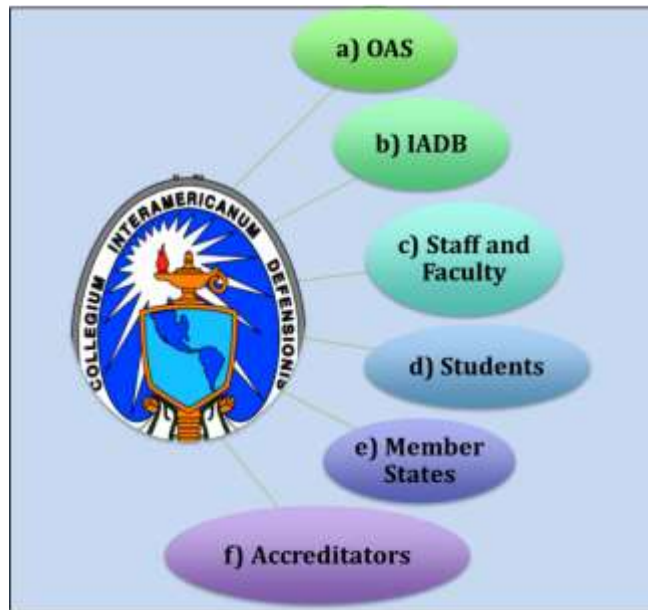 a) OAS
b) IADB
COLLEGIUM INTERAMERICANUM DEFENSIONIS
c) Staff and
Faculty
d) Students
e) Member
States
f) Accreditators